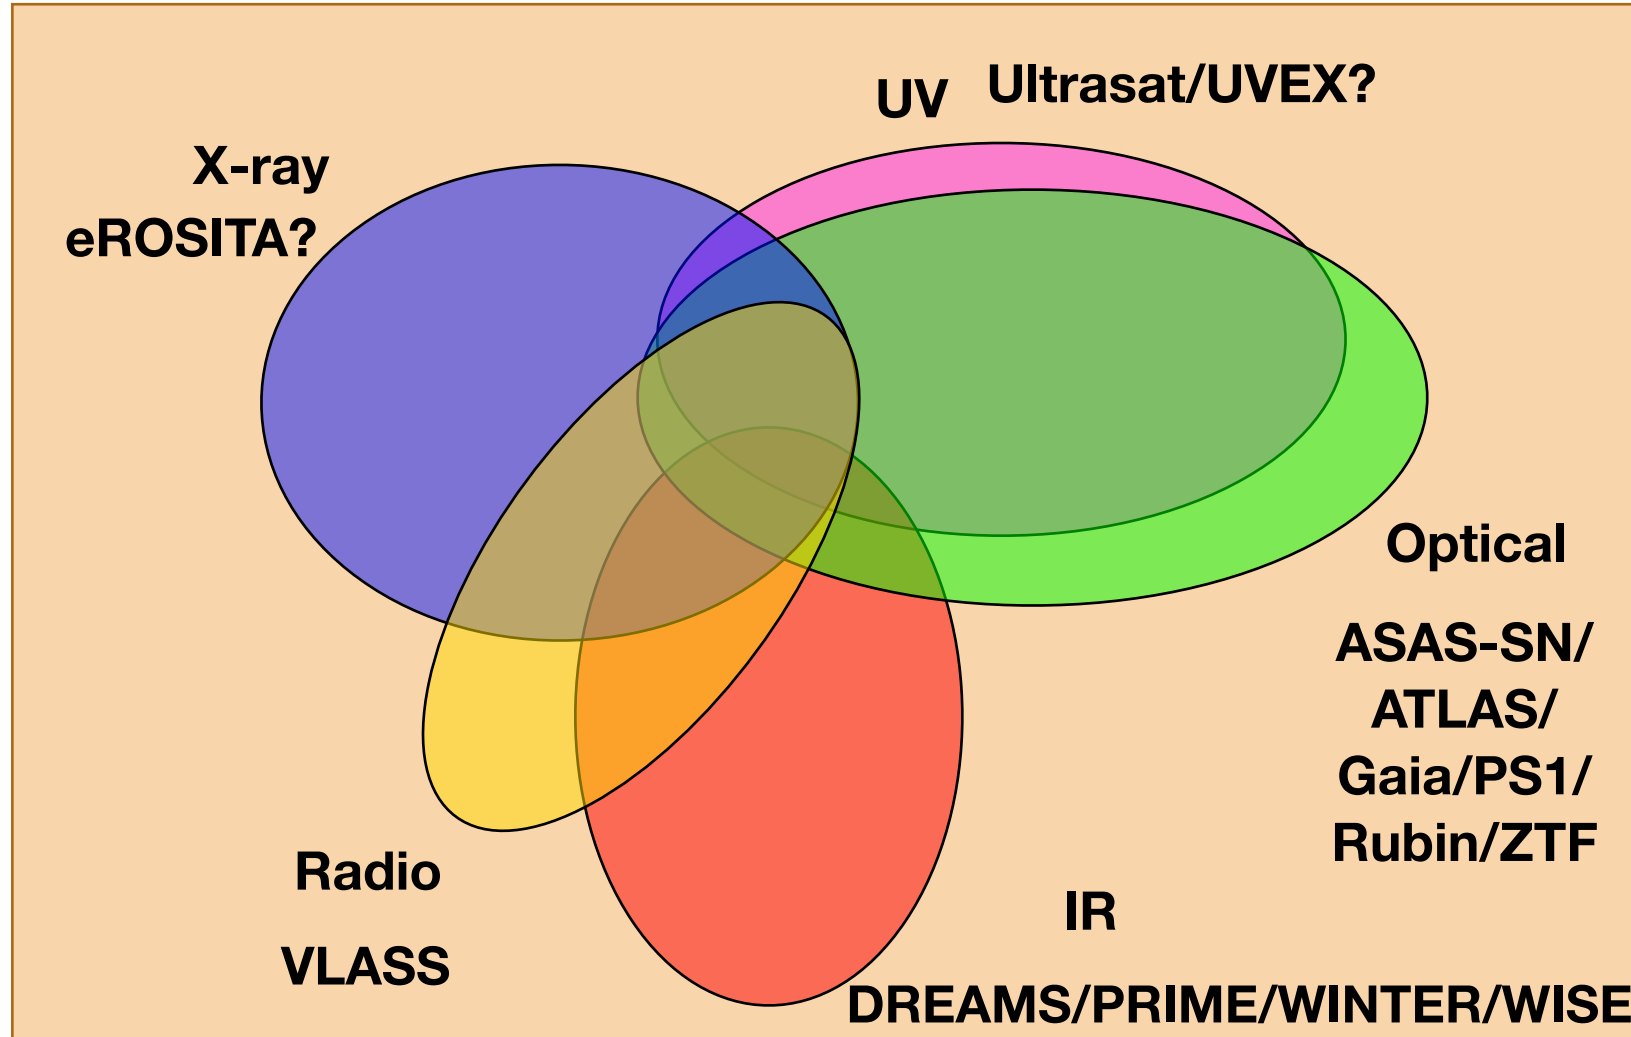 UV Ultrasat/UVEX?
X-ray
eROSITA?
Optical
ASAS-SN/
ATLAS/
Gaia/PS1/
Rubin/ZTF
Radio
VLASS
IR
DREAMS/PRIME/WINTER/WISE